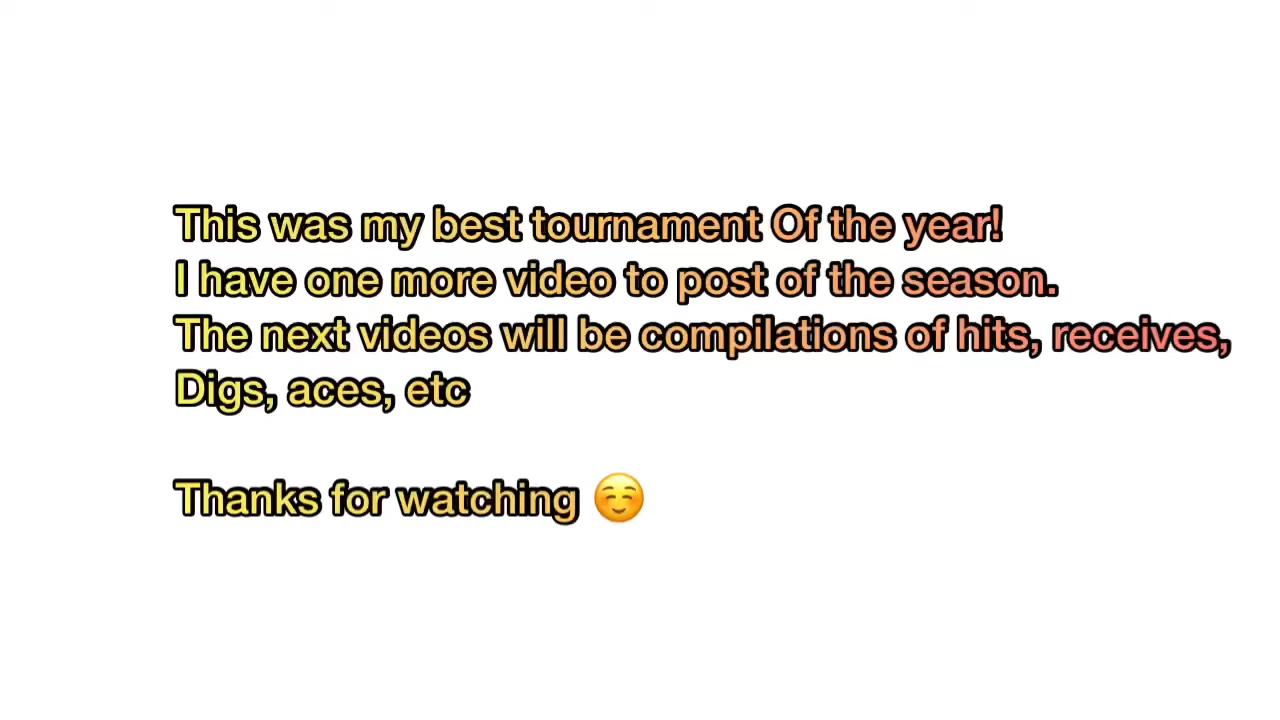 This was my best tournament Of the year!
I have one more video to post of the season.
The next videos will be compilations of hits, receives,
Digs, aces, etc
Thanks for watching ☺️